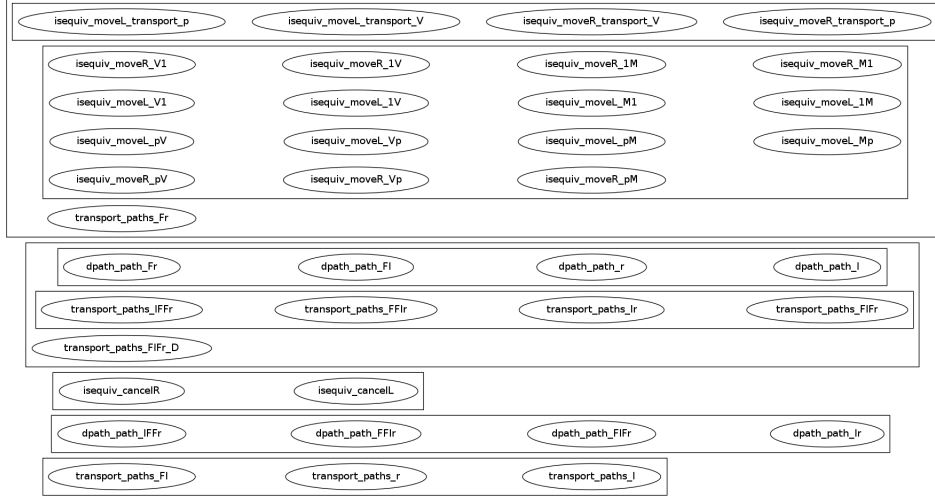 isequiv_moveL_transport_p isequiv_moveL_transport_V isequiv_moveR_transport_V isequiv_moveR_transport_p
isequiv_moveR_V1 isequiv_moveR_1V isequiv_moveR_1M isequiv_moveR_M1
isequiv_moveL_V1 isequiv_moveL_1V isequiv_moveL_M1 isequiv_moveL_1M
isequiv_moveL_pV isequiv_moveL_Vp isequiv_moveL_pM isequiv_moveL_Mp
isequiv_moveR_pV isequiv_moveR_Vp isequiv_moveR_pM
transport_paths_Fr
dpath_path_Fr dpath_path_Fl dpath_path_r dpath_path_l
transport_paths_lFFr transport_paths_FFlr transport_paths_lr transport_paths_FlFr
transport_paths_FlFr_D
isequiv_cancelR isequiv_cancelL
dpath_path_lFFr dpath_path_FFlr dpath_path_FlFr dpath_path_lr
transport_paths_Fl transport_paths_r transport_paths_l